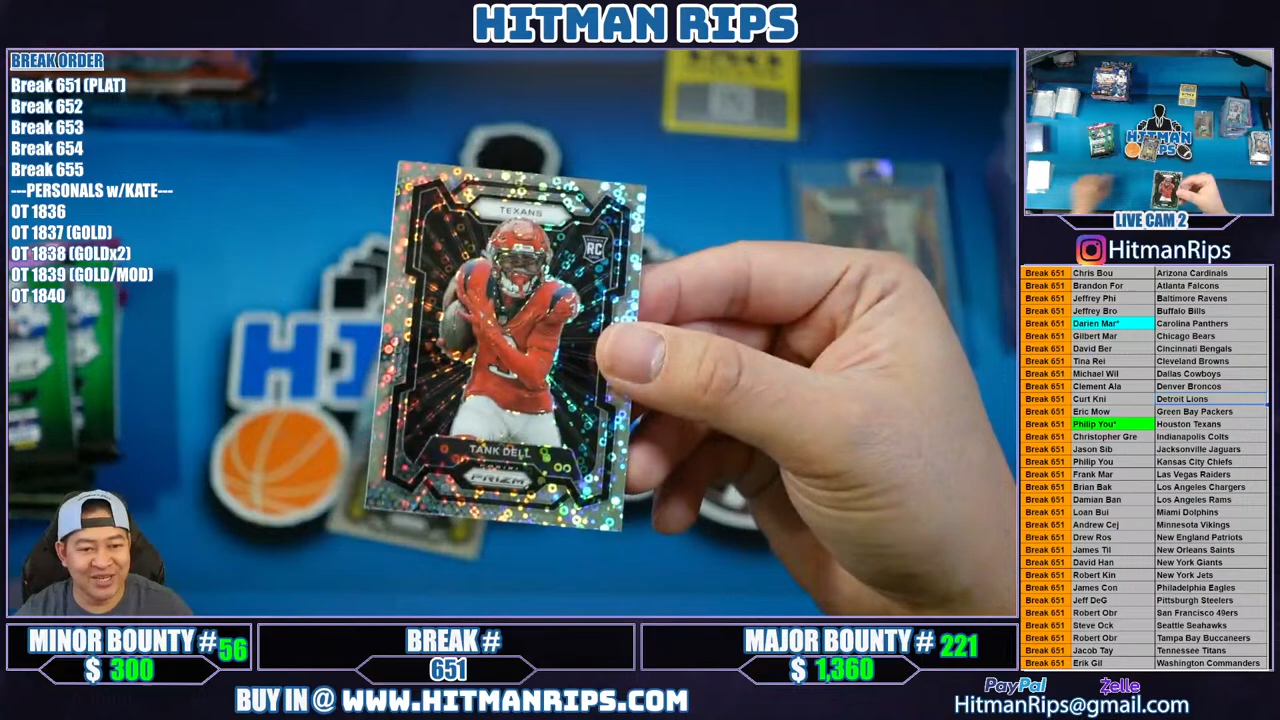 HITMAN RIPS
BREAK ORDER
Break 651 (PLAT)
Break 652
Break 653
Break 654
Break 655
---PERSONALS w/KATE---
OT 1836
OT 1837 (GOLD)
OT 1838 (GOLDx2)
OT 1839 (GOLD/MOD)
OT 1840
TEXANS
RC
TANK DELL
PANINI
PRIZM
HI
HITMAN
RIPS
LIVE CAM 2
HitmanRips
Break 651 Chris Bou Arizona Cardinals
Break 651 Brandon For Atlanta Falcons
Break 651 Jeffrey Phi Baltimore Ravens
Break 651 Jeffrey Bro Buffalo Bills
Break 651 Darien Mar* Carolina Panthers
Break 651 Gilbert Mar Chicago Bears
Break 651 David Ber Cincinnati Bengals
Break 651 Tina Rei Cleveland Browns
Break 651 Michael Wil Dallas Cowboys
Break 651 Clement Ala Denver Broncos
Break 651 Curt Kni Detroit Lions
Break 651 Eric Mow Green Bay Packers
Break 651 Philip You* Houston Texans
Break 651 Christopher Gre Indianapolis Colts
Break 651 Jason Sib Jacksonville Jaguars
Break 651 Philip You Kansas City Chiefs
Break 651 Frank Mar Las Vegas Raiders
Break 651 Brian Bak Los Angeles Chargers
Break 651 Damian Ban Los Angeles Rams
Break 651 Loan Bui Miami Dolphins
Break 651 Andrew Cej Minnesota Vikings
Break 651 Drew Ros New England Patriots
Break 651 James Til New Orleans Saints
Break 651 David Han New York Giants
Break 651 Robert Kin New York Jets
Break 651 James Con Philadelphia Eagles
Break 651 Jeff DeG Pittsburgh Steelers
Break 651 Robert Obr San Francisco 49ers
Break 651 Steve Ock Seattle Seahawks
Break 651 Robert Obr Tampa Bay Buccaneers
Break 651 Jacob Tay Tennessee Titans
Break 651 Erik Gil Washington Commanders
MINOR BOUNTY # 56
$ 300
BREAK #
651
MAJOR BOUNTY # 221
$ 1,360
BUY IN @ WWW.HITMANRIPS.COM
PayPal Zelle
HitmanRips@gmail.com